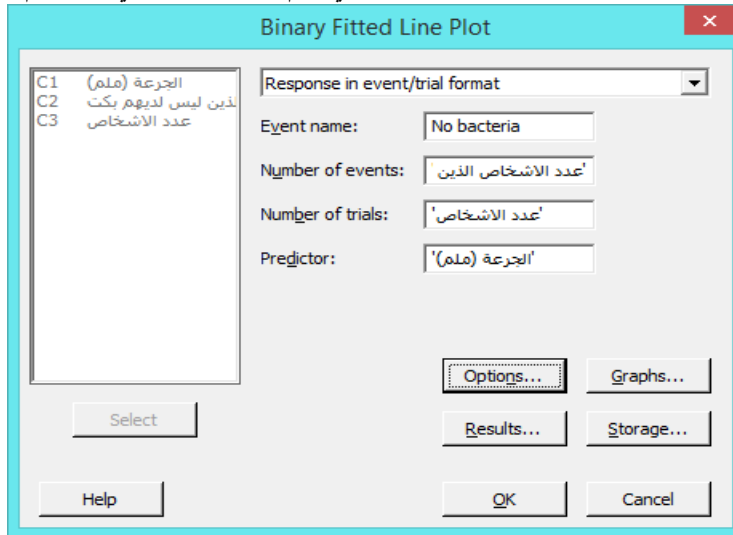 Binary Fitted Line Plot
C1 الجرعة (ملم)
C2 لذين ليس لديهم بكت
C3 عدد الاشخاص
Response in event/trial format
Event name: No bacteria
Number of events: 'عدد الاشخاص الذين
Number of trials: 'عدد الاشخاص'
Predictor: 'الجرعة (ملم)'
Options... Graphs...
Select
Results... Storage...
Help OK Cancel